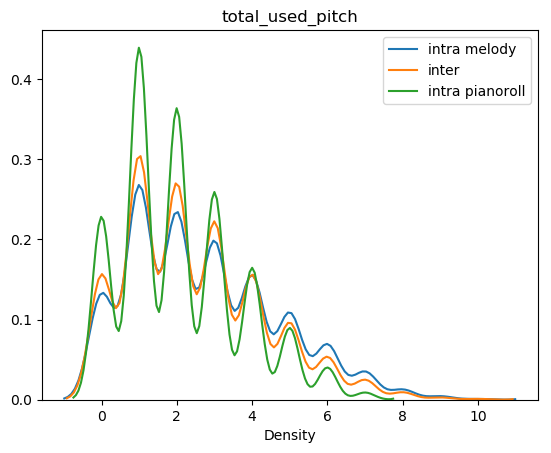 total_used_pitch
intra melody
inter
intra pianoroll
0.4
0.3
0.2
0.1
0.0
0 2 4 6 8 10
Density